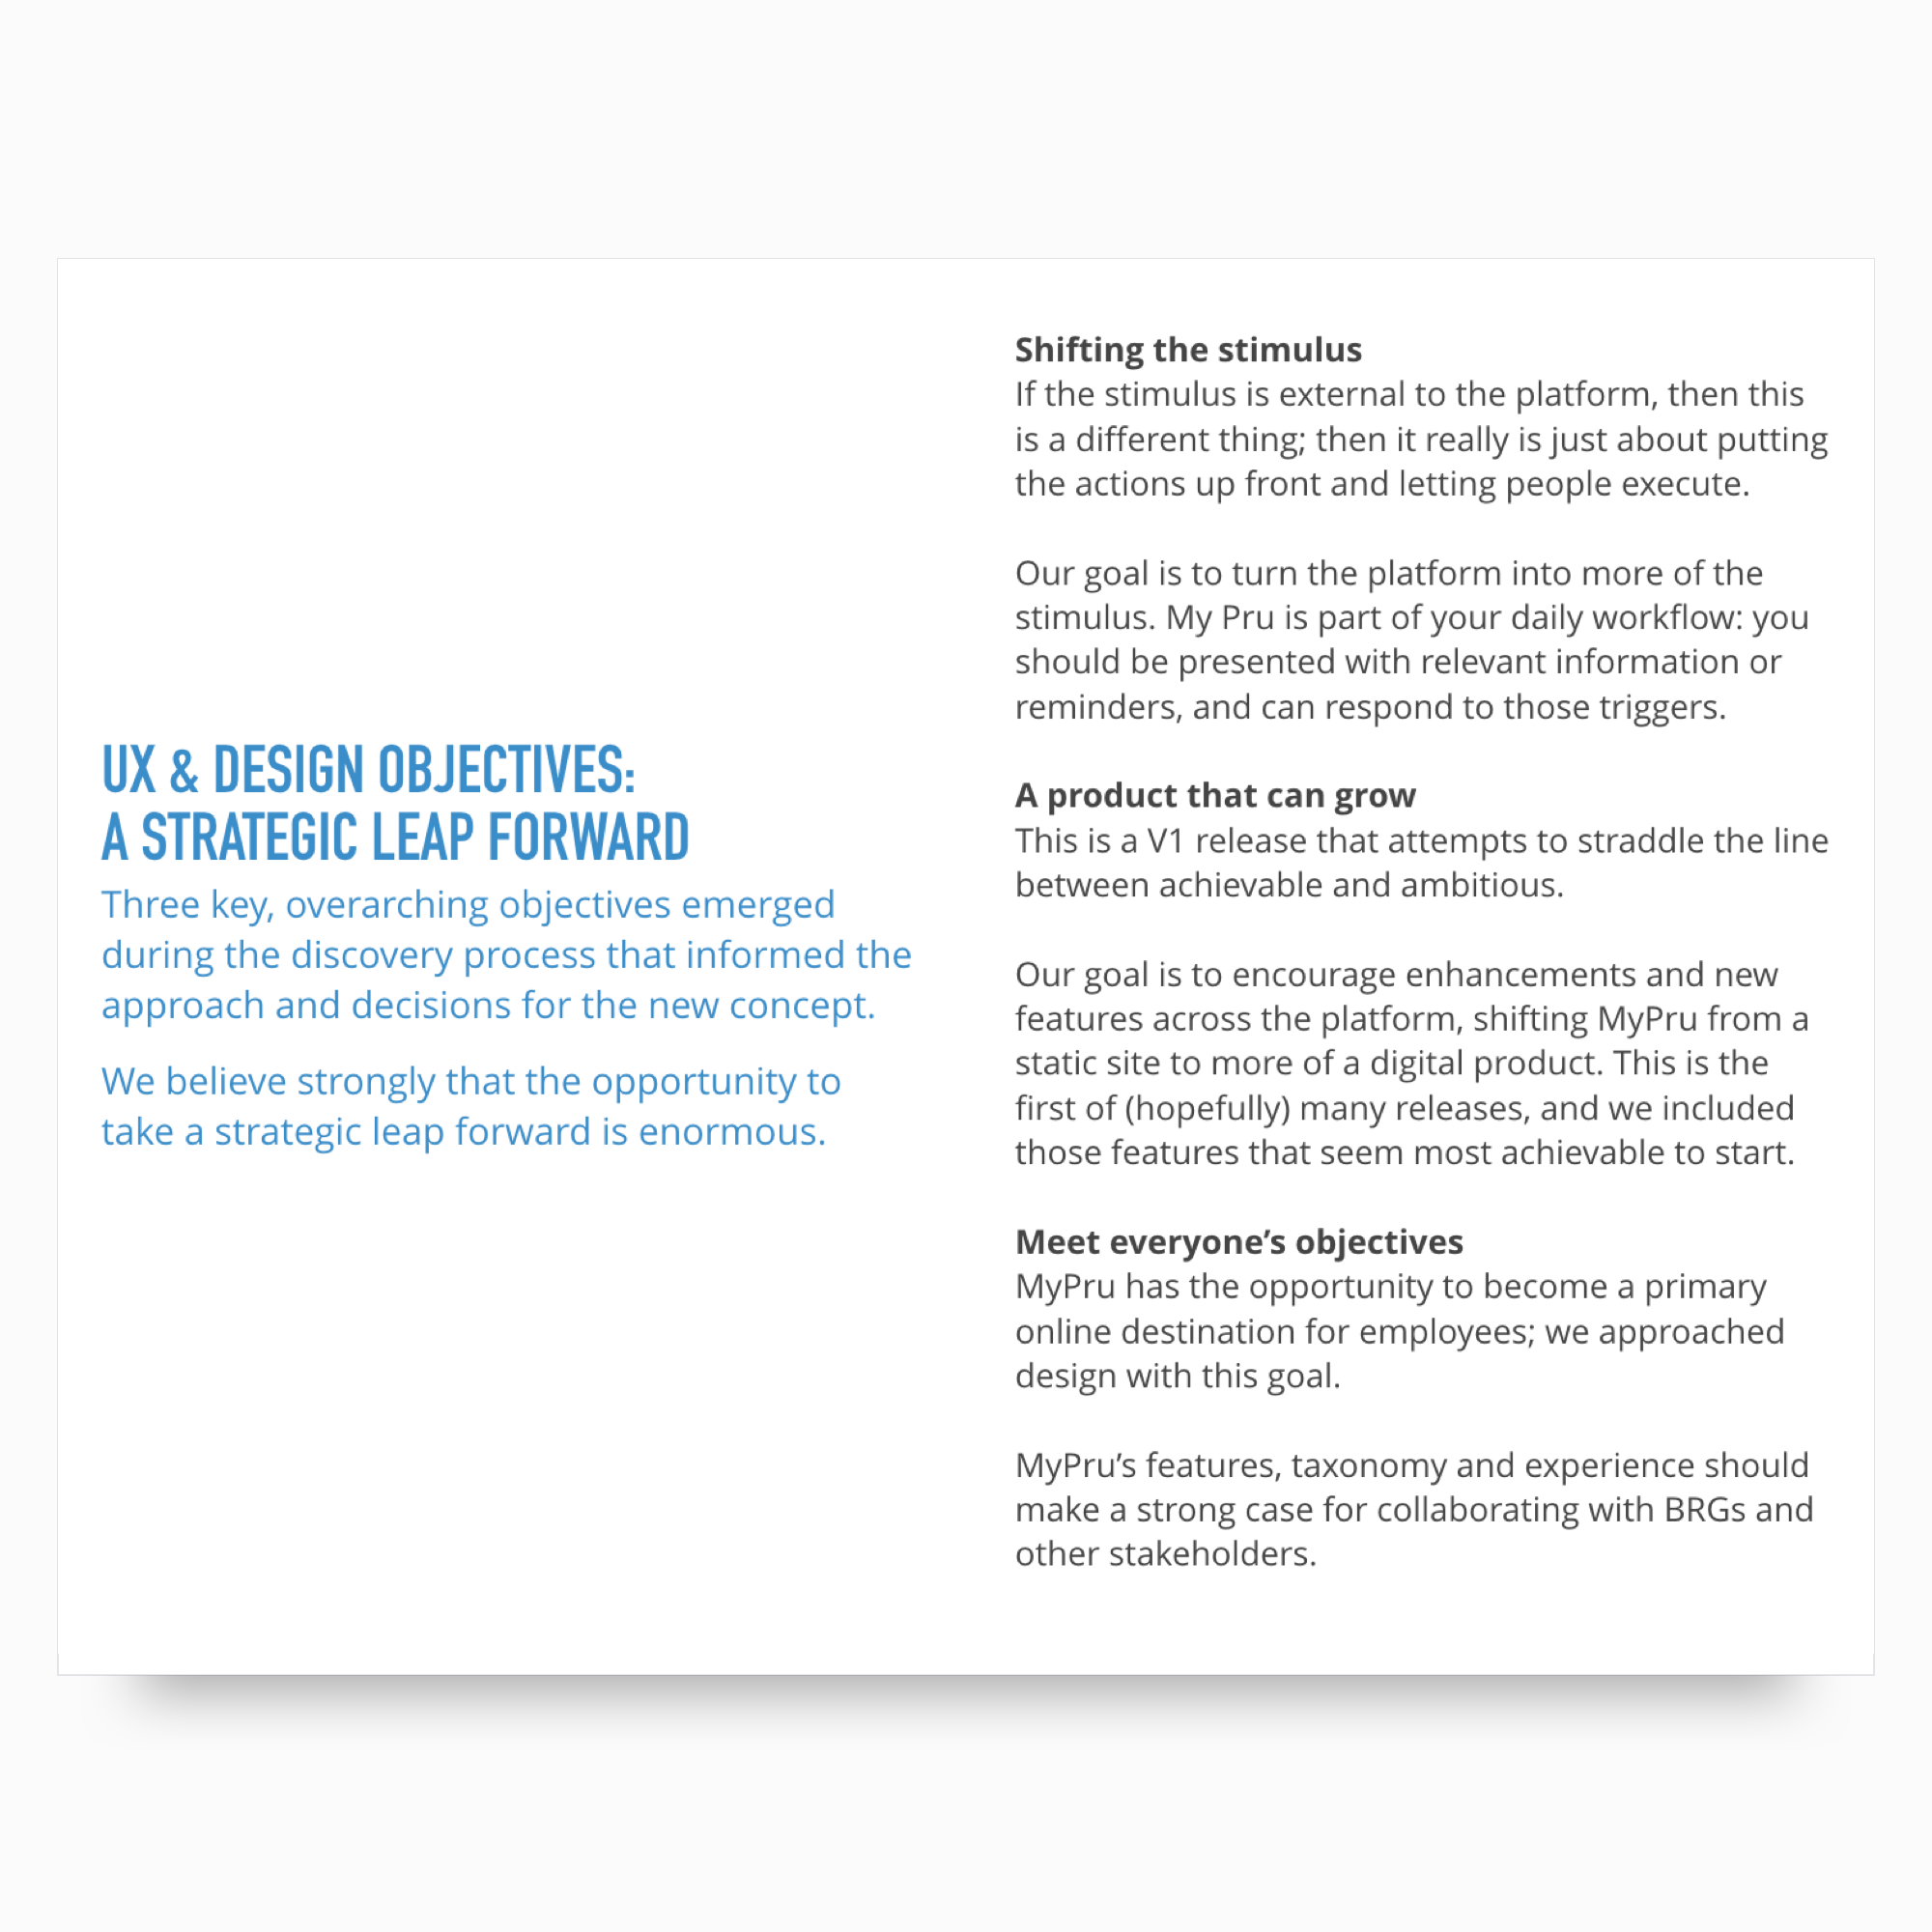 UX & DESIGN OBJECTIVES:
A STRATEGIC LEAP FORWARD
Three key, overarching objectives emerged
during the discovery process that informed the
approach and decisions for the new concept.
We believe strongly that the opportunity to
take a strategic leap forward is enormous.
Shifting the stimulus
If the stimulus is external to the platform, then this
is a different thing; then it really is just about putting
the actions up front and letting people execute.
Our goal is to turn the platform into more of the
stimulus. My Pru is part of your daily workflow: you
should be presented with relevant information or
reminders, and can respond to those triggers.
A product that can grow
This is a V1 release that attempts to straddle the line
between achievable and ambitious.
Our goal is to encourage enhancements and new
features across the platform, shifting MyPru from a
static site to more of a digital product. This is the
first of (hopefully) many releases, and we included
those features that seem most achievable to start.
Meet everyone’s objectives
MyPru has the opportunity to become a primary
online destination for employees; we approached
design with this goal.
MyPru’s features, taxonomy and experience should
make a strong case for collaborating with BRGs and
other stakeholders.